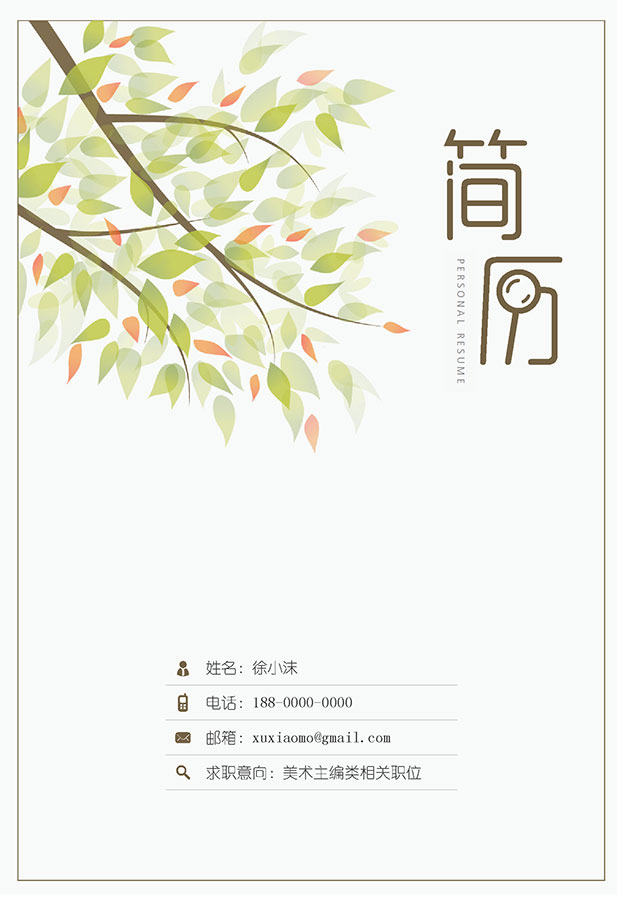 简历
PERSONAL RESUME
姓名：徐小沫
电话：188-0000-0000
邮箱：xuxiaomo@gmail.com
求职意向：美术主编类相关职位